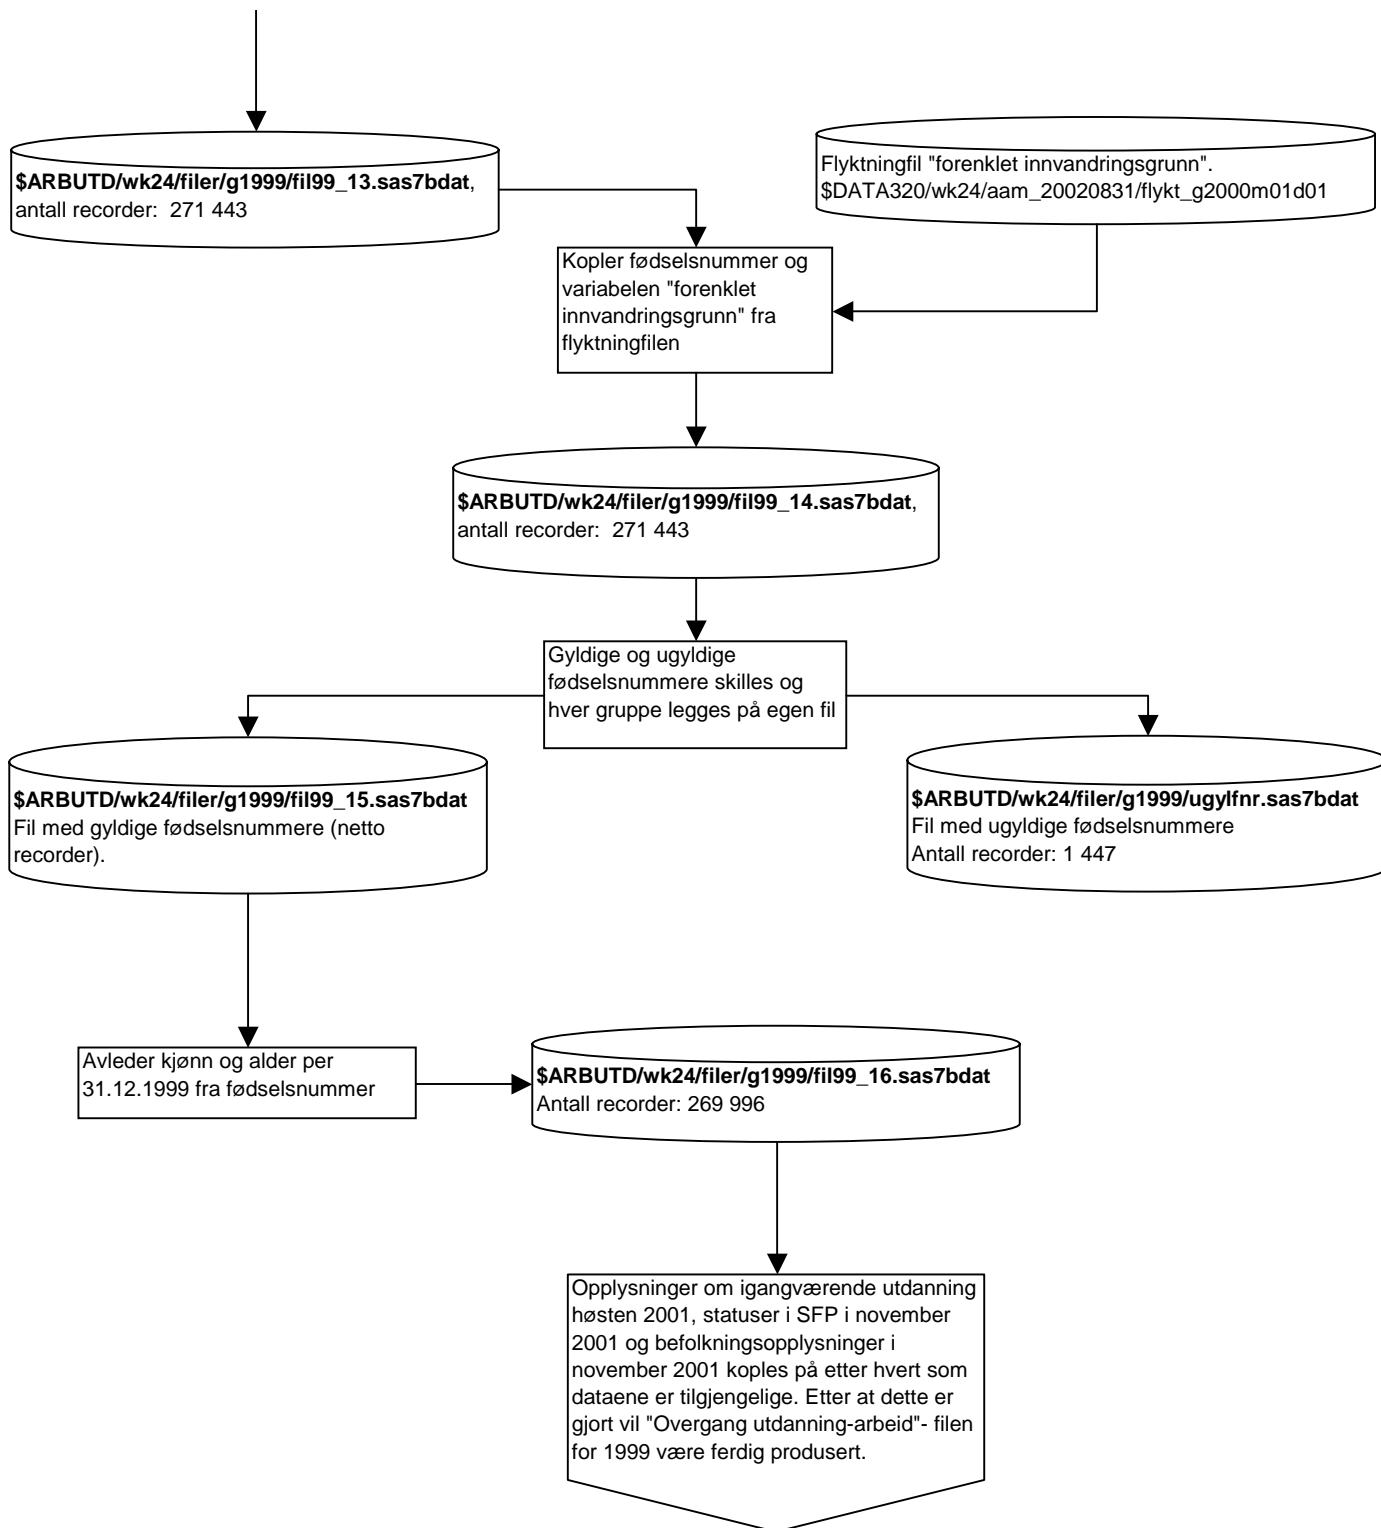 $ARBUTD/wk24/filer/g1999/fil99_13.sas7bdat,
antall recorder:  271 443
Flyktningfil "forenklet innvandringsgrunn".
$DATA320/wk24/aam_20020831/flykt_g2000m01d01
Kopler fødselsnummer og
variabelen "forenklet
innvandringsgrunn" fra
flyktningfilen
$ARBUTD/wk24/filer/g1999/fil99_14.sas7bdat,
antall recorder:  271 443
Gyldige og ugyldige
fødselsnummere skilles og
hver gruppe legges på egen fil
$ARBUTD/wk24/filer/g1999/fil99_15.sas7bdat
Fil med gyldige fødselsnummere (netto
recorder).
$ARBUTD/wk24/filer/g1999/ugylfnr.sas7bdat
Fil med ugyldige fødselsnummere
Antall recorder: 1 447
Avleder kjønn og alder per
31.12.1999 fra fødselsnummer
$ARBUTD/wk24/filer/g1999/fil99_16.sas7bdat
Antall recorder: 269 996
Opplysninger om igangværende utdanning
høsten 2001, statuser i SFP i november
2001 og befolkningsopplysninger i
november 2001 koples på etter hvert som
dataene er tilgjengelige. Etter at dette er
gjort vil "Overgang utdanning-arbeid"- filen
for 1999 være ferdig produsert.